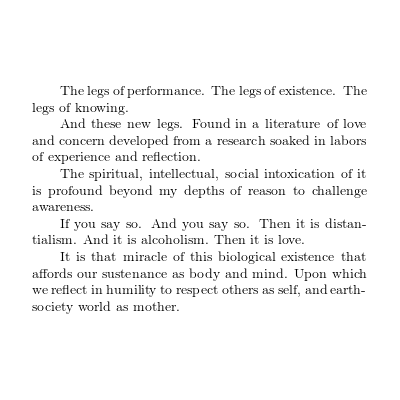 The legs of performance. The legs of existence. The
legs of knowing.
And these new legs. Found in a literature of love
and concern developed from a research soaked in labors
of experience and reflection.
The spiritual, intellectual, social intoxication of it
is profound beyond my depths of reason to challenge
awareness.
If you say so. And you say so. Then it is distan-
tialism. And it is alcoholism. Then it is love.
It is that miracle of this biological existence that
affords our sustenance as body and mind. Upon which
we reflect in humility to respect others as self, and earth-
society world as mother.